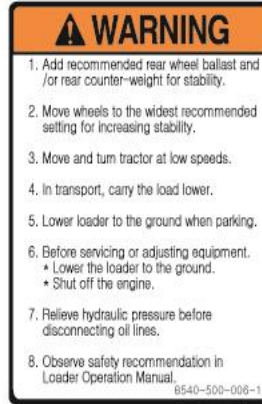 WARNING
1. Add recommended rear wheel ballast and
/or rear counter-weight for stability.
2. Move wheels to the widest recommended
setting for increasing stability.
3. Move and turn tractor at low speeds.
4. In transport, carry the load lower.
5. Lower loader to the ground when parking.
6. Before servicing or adjusting equipment.
* Lower the loader to the ground.
* Shut off the engine.
7. Relieve hydraulic pressure before
disconnecting oil lines.
8. Observe safety recommendation in
Loader Operation Manual.
8540-500-006-1